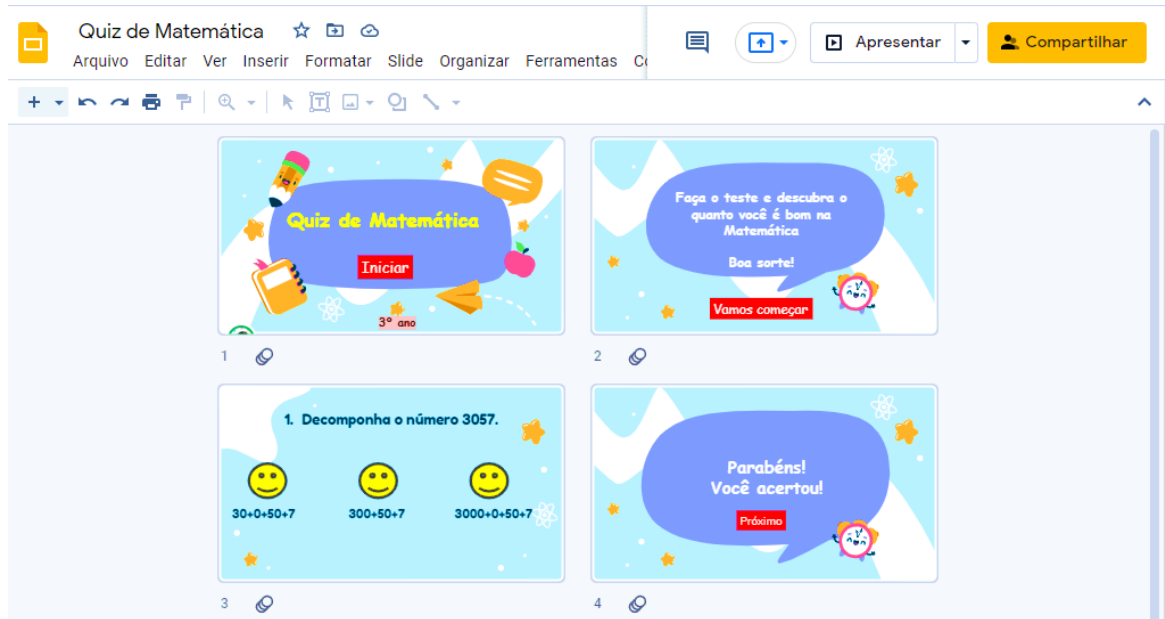 Quiz de Matemática
Arquivo Editar Ver Inserir Formatar Slide Organizar Ferramentas
Apresentar
Compartilhar
Quiz de Matemática
Iniciar
3º ano
1
Faça o teste e descubra o
quanto você é bom na
Matemática
Boa sorte!
Vamos começar
2
1. Decomponha o número 3057.
30+0+50+7 300+50+7 3000+0+50+7
3
Parabéns!
Você acertou!
Próximo
4